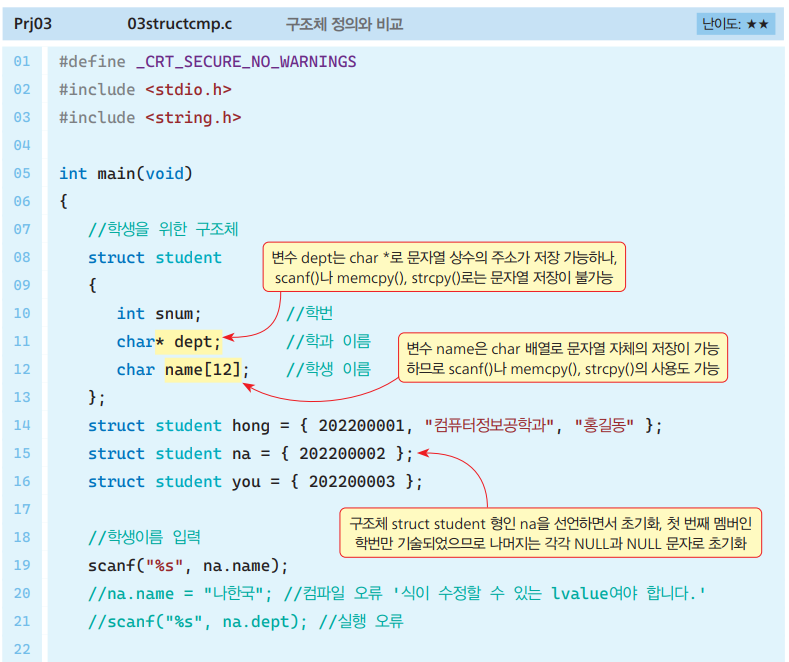 Prj03 03structcmp.c 구조체 정의와 비교 난이도: ★★
01 #define _CRT_SECURE_NO_WARNINGS
02 #include <stdio.h>
03 #include <string.h>
04
05 int main(void)
06 {
07 //학생을 위한 구조체
08 struct student
변수 dept는 char *로 문자열 상수의 주소가 저장 가능하나,
scanf()나 memcpy(), strcpy()로는 문자열 저장이 불가능
09 {
10 int snum; //학번
11 char* dept; //학과 이름
12 char name[12]; //학생 이름
변수 name은 char 배열로 문자열 자체의 저장이 가능
하므로 scanf()나 memcpy(), strcpy()의 사용도 가능
13 };
14 struct student hong = { 202200001, "컴퓨터정보공학과", "홍길동" };
15 struct student na = { 202200002 };
16 struct student you = { 202200003 };
17
구조체 struct student 형인 na을 선언하면서 초기화, 첫 번째 멤버인
학번만 기술되었으므로 나머지는 각각 NULL과 NULL 문자로 초기화
18 //학생이름 입력
19 scanf("%s", na.name);
20 //na.name = "나한국"; //컴파일 오류 '식이 수정할 수 있는 lvalue여야 합니다.'
21 //scanf("%s", na.dept); //실행 오류
22